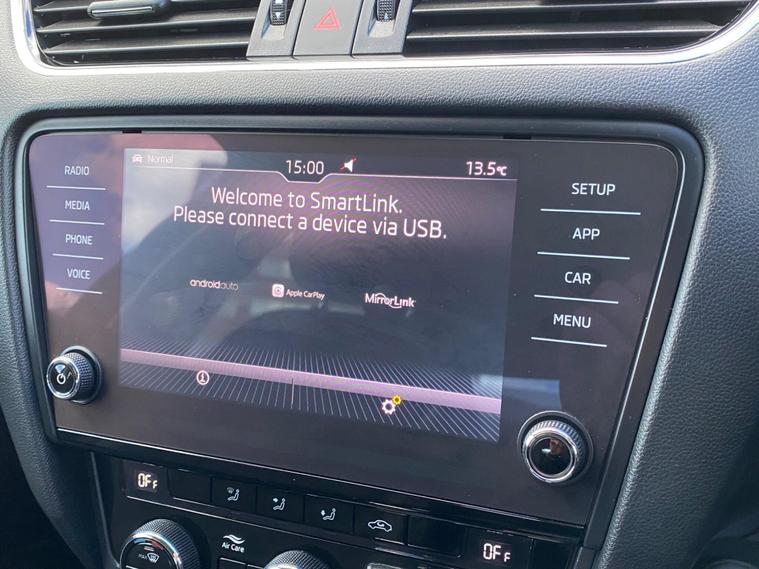 Normal
15:00
13.5°C
RADIO
MEDIA
PHONE
VOICE
Welcome to SmartLink.
Please connect a device via USB.
androidauto
Apple CarPlay
MirrorLink
SETUP
APP
CAR
MENU
OFF
OFF
Air Care
MAX